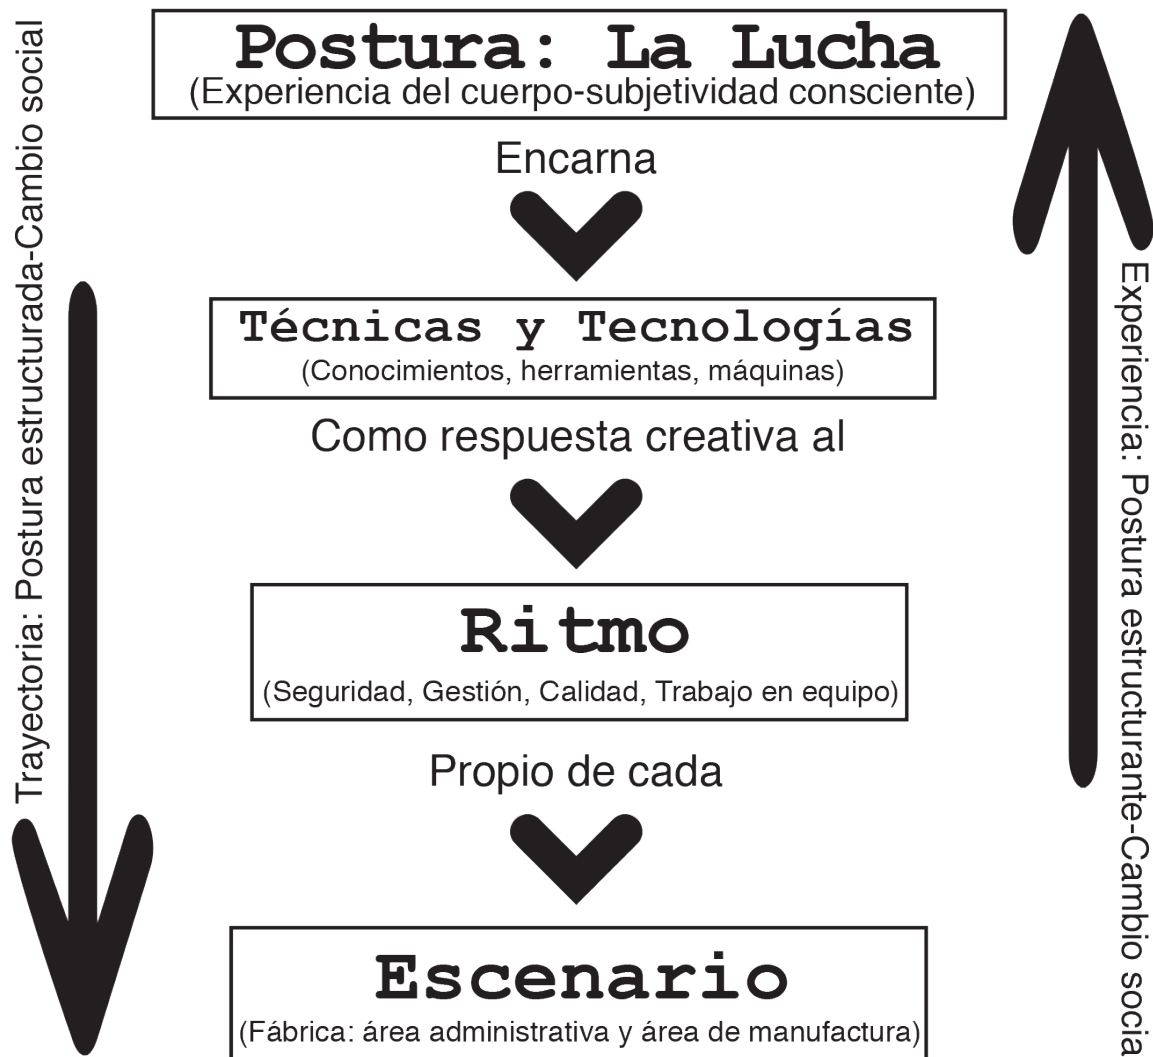 Postura: La Lucha
(Experiencia del cuerpo-subjetividad consciente)
Encarna
Técnicas y Tecnologías
(Conocimientos, herramientas, máquinas)
Como respuesta creativa al
Ritmo
(Seguridad, Gestión, Calidad, Trabajo en equipo)
Propio de cada
Escenario
(Fábrica: área administrativa y área de manufactura)
Trayectoria: Postura estructurada-Cambio social
Experiencia: Postura estructurante-Cambio socia